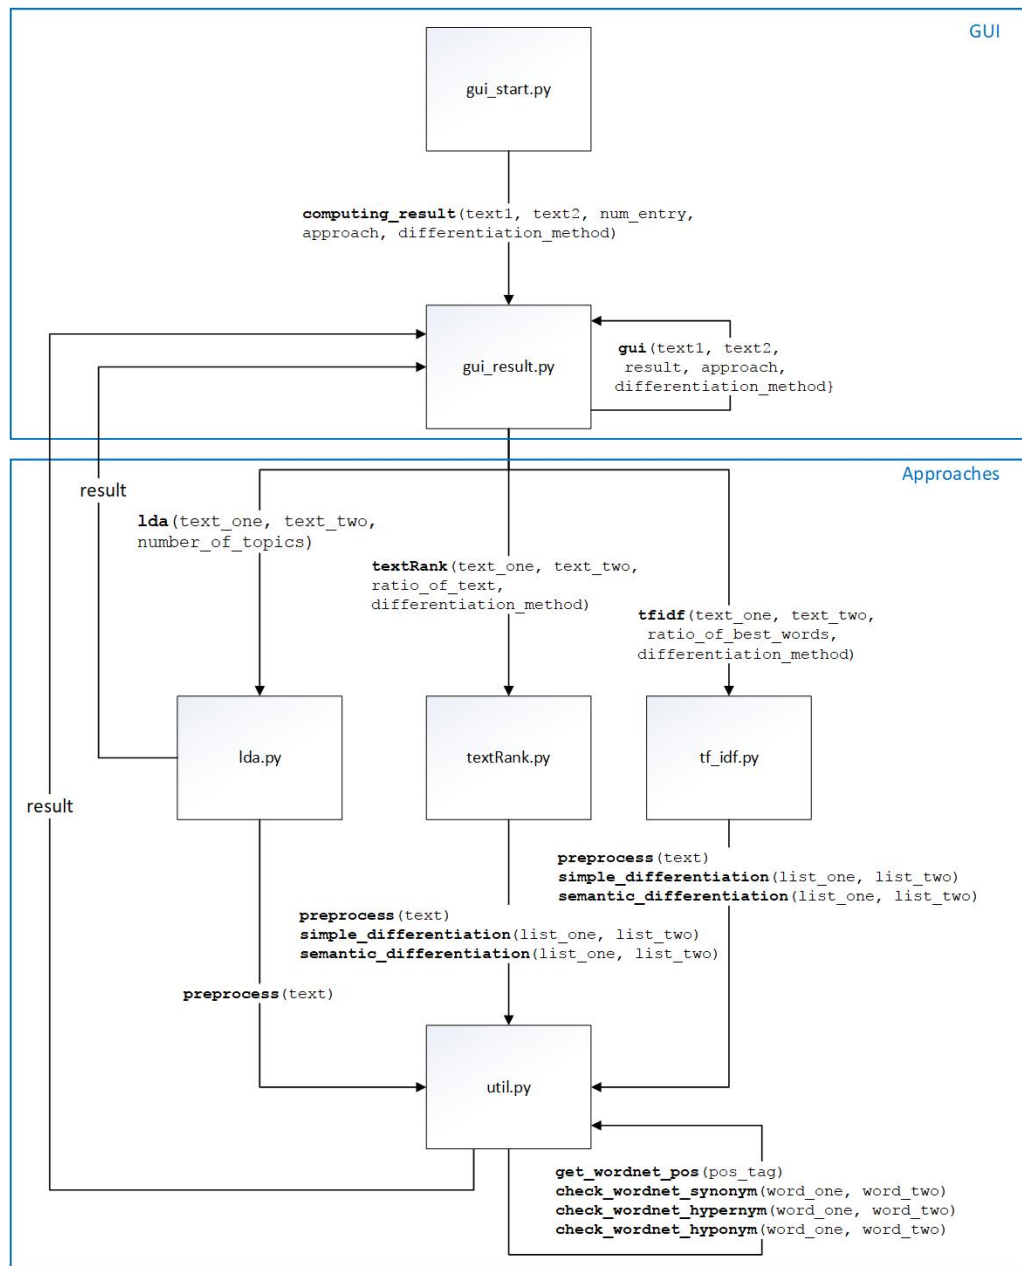 GUI
gui_start.py
computing_result(text1, text2, num_entry,
approach, differentiation_method)
gui_result.py
gui(text1, text2,
result, approach,
differentiation_method}
Approaches
result
lda(text_one, text_two,
number_of_topics)
textRank(text_one, text_two,
ratio_of_text,
differentiation_method)
tfidf(text_one, text_two,
ratio_of_best_words,
differentiation_method)
lda.py
textRank.py
tf_idf.py
result
preprocess(text)
simple_differentiation(list_one, list_two)
semantic_differentiation(list_one, list_two)
preprocess(text)
simple_differentiation(list_one, list_two)
semantic_differentiation(list_one, list_two)
preprocess(text)
util.py
get_wordnet_pos(pos_tag)
check_wordnet_synonym(word_one, word_two)
check_wordnet_hypernym(word_one, word_two)
check_wordnet_hyponym(word_one, word_two)